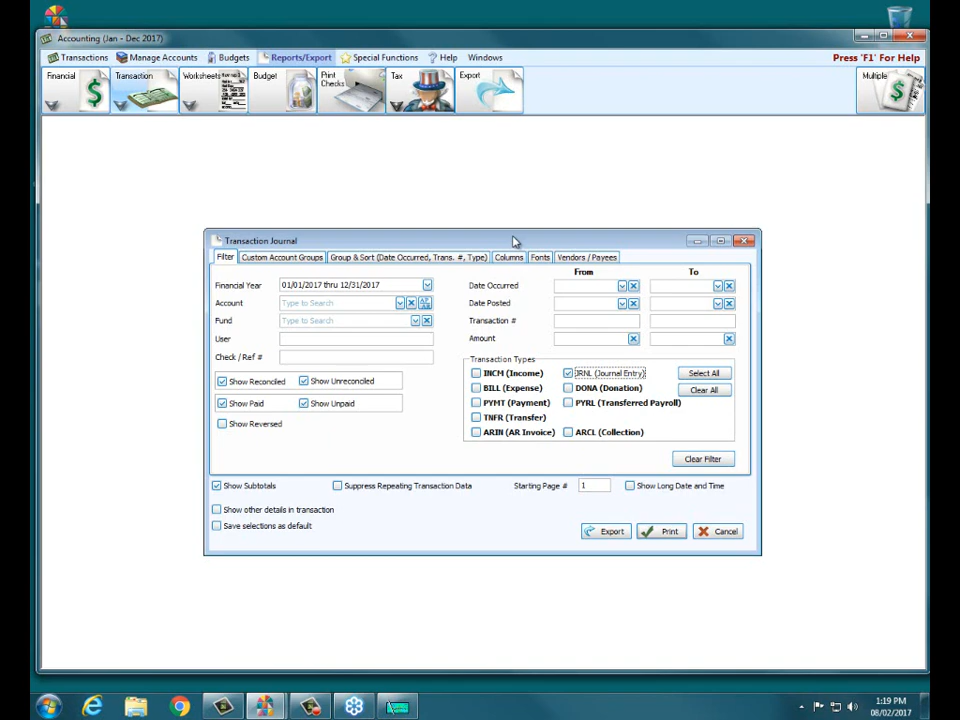 Accounting (Jan - Dec 2017)
Transactions Manage Accounts Budgets Reports/Export Special Functions Help Windows Press 'F1' For Help
Financial Transaction Worksheets Budget Print Checks Tax Export Multiple
Transaction Journal
Filter Custom Account Groups Group & Sort (Date Occurred, Trans. #, Type) Columns Fonts Vendors / Payees
From To
Financial Year 01/01/2017 thru 12/31/2017 Date Occurred
Account Type to Search Date Posted
Fund Type to Search Transaction #
User Amount
Check / Ref #
Transaction Types
INCM (Income) JRNL (Journal Entry) Select All
Show Reconciled Show Unreconciled BILL (Expense) DONA (Donation) Clear All
Show Paid Show Unpaid PYMT (Payment) PYRL (Transferred Payroll)
TNFR (Transfer)
Show Reversed ARIN (AR Invoice) ARCL (Collection)
Clear Filter
Show Subtotals Suppress Repeating Transaction Data Starting Page # 1 Show Long Date and Time
Show other details in transaction
Save selections as default
Export Print Cancel
1:19 PM
08/02/2017